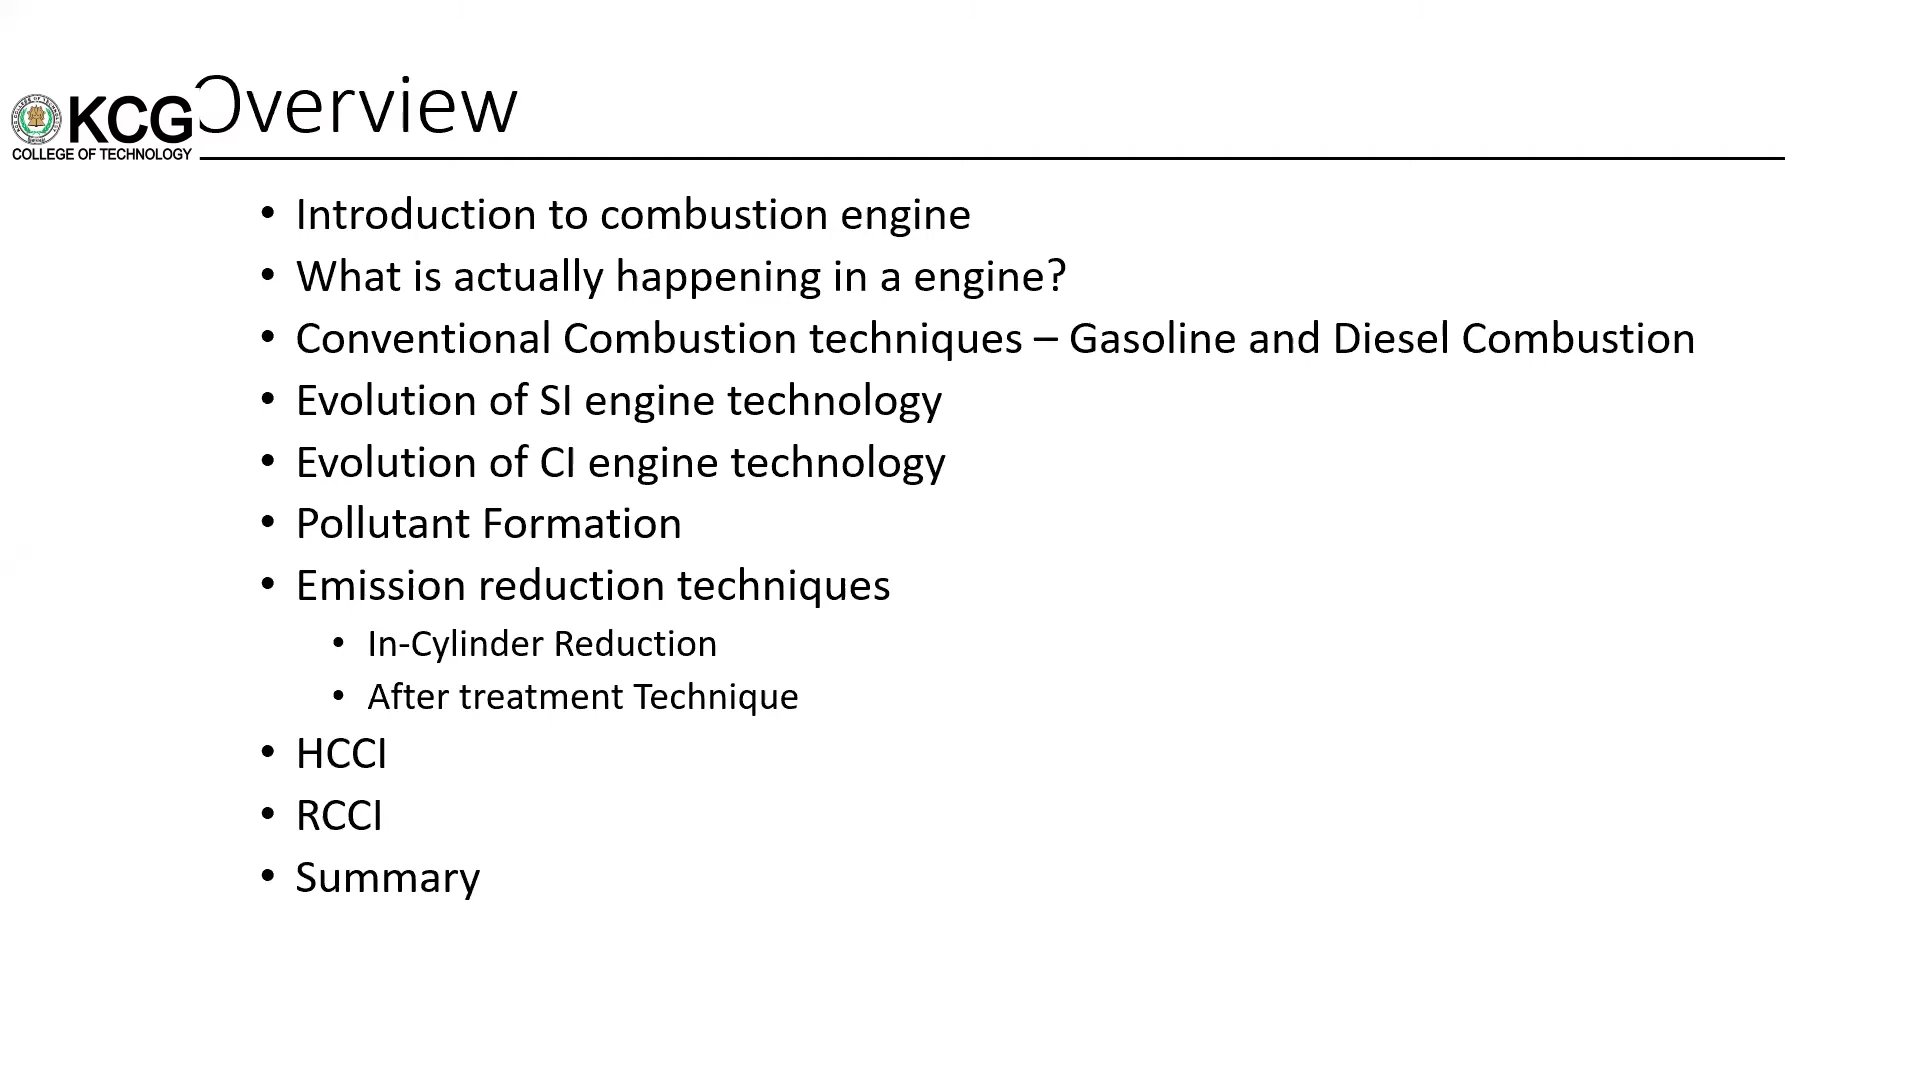 KCG
COLLEGE OF TECHNOLOGY
Overview
• Introduction to combustion engine
• What is actually happening in a engine?
• Conventional Combustion techniques – Gasoline and Diesel Combustion
• Evolution of SI engine technology
• Evolution of CI engine technology
• Pollutant Formation
• Emission reduction techniques
• In-Cylinder Reduction
• After treatment Technique
• HCCI
• RCCI
• Summary